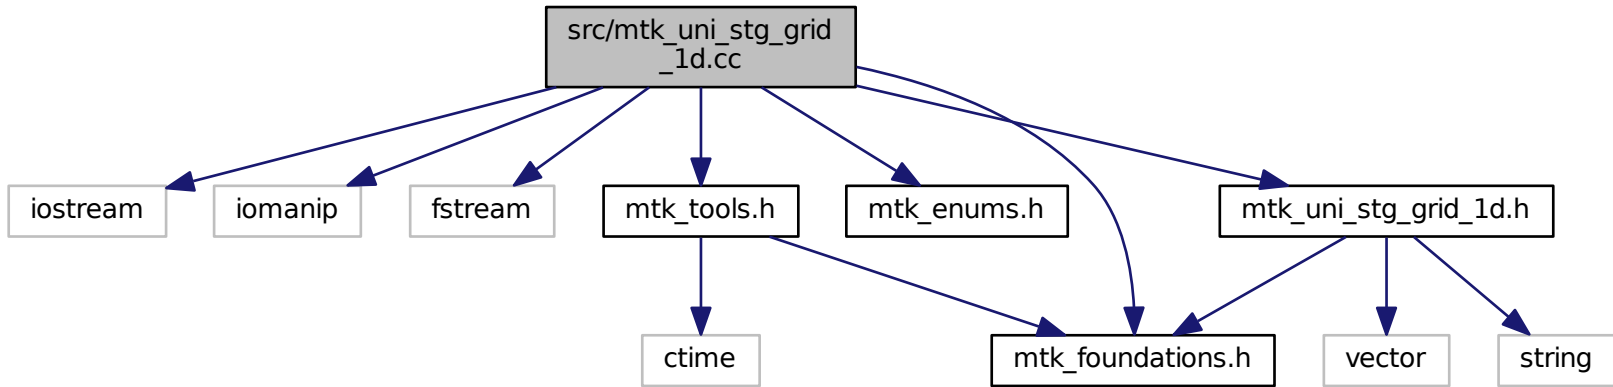 src/mtk_uni_stg_grid
_1d.cc
iostream
iomanip
fstream
mtk_tools.h
mtk_enums.h
mtk_uni_stg_grid_1d.h
ctime
mtk_foundations.h
vector
string